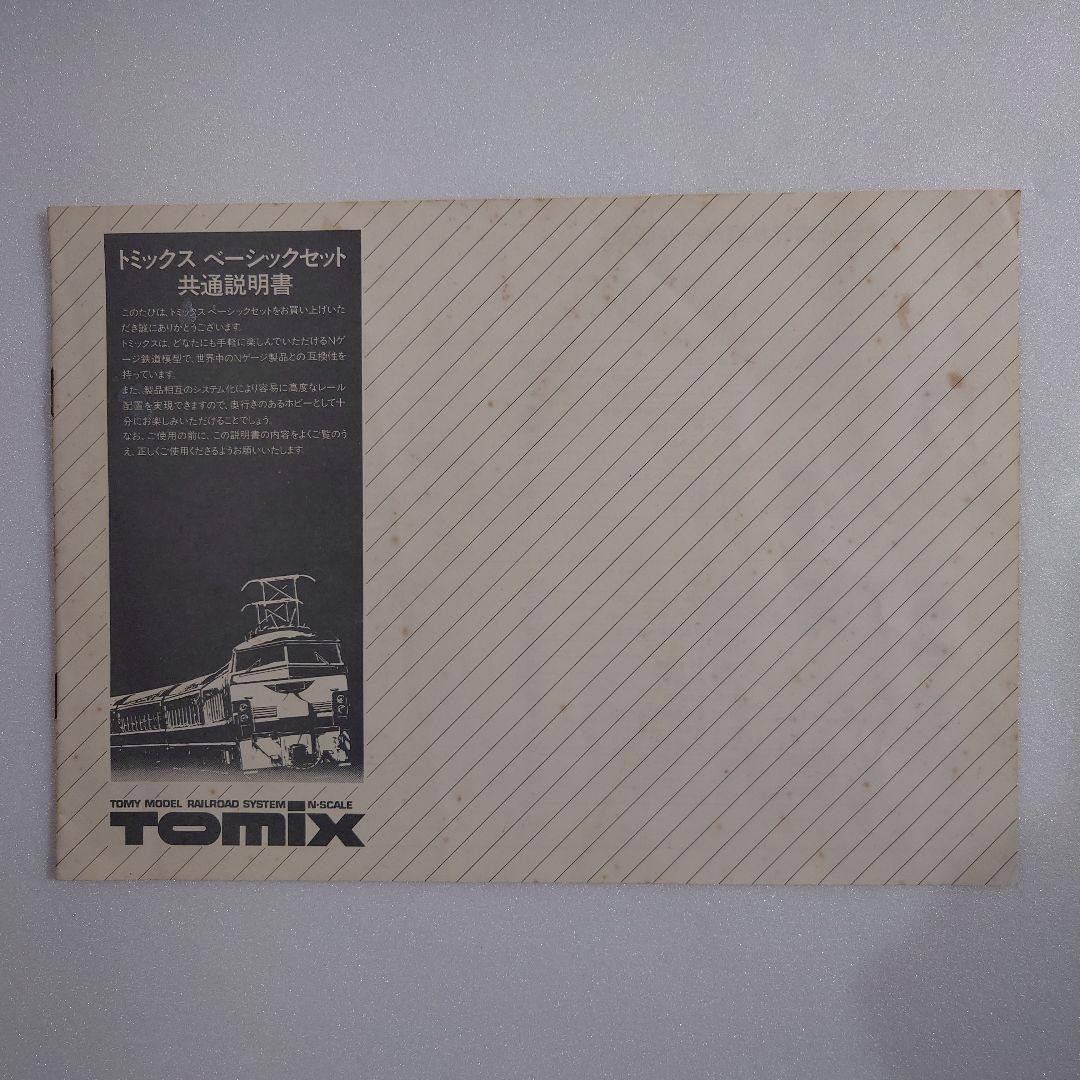 トミックス ベーシックセット
共通説明書
このたびは、トミックスベーシックセットをお買い上げいた
だき誠にありがとうございます。
トミックスは、どなたにも手軽に楽しんでいただけるNゲ
ージ鉄道模型で、世界中のNゲージ製品との互換性を
持っています。
また、製品相互のシステム化により容易に高度なレール
配置を実現できますので、奥行きのあるホビーとして十
分にお楽しみいただけることでしょう。
なお、ご使用の前に、この説明書の内容をよくご覧のう
え、正しくご使用くださるようお願いいたします。
TOMY MODEL RAILROAD SYSTEM N-SCALE
TOMIX